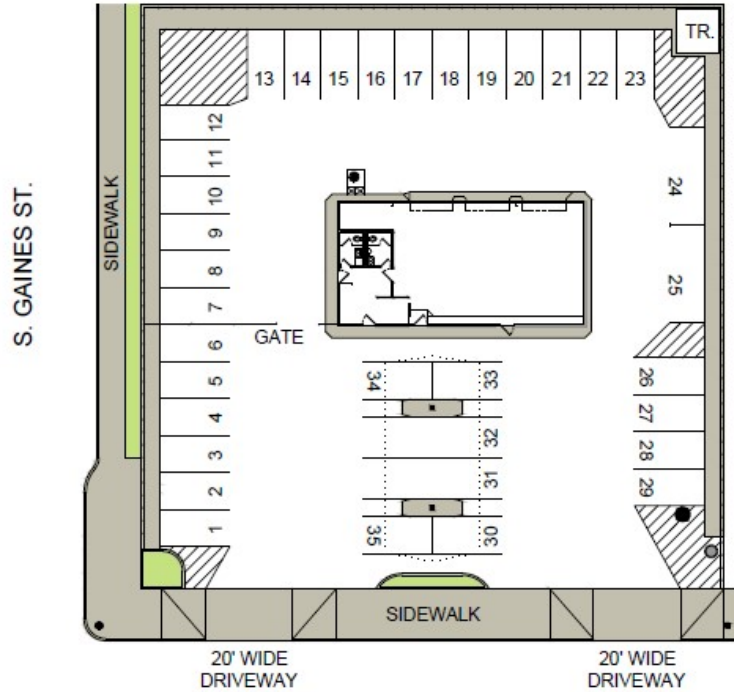 TR.
13 14 15 16 17 18 19 20 21 22 23
12
11
10
9
8
7
6
5
4
3
2
1
24
25
26
27
28
29
S. GAINES ST.
SIDEWALK
GATE
34 33
32
31
35 30
SIDEWALK
20' WIDE
DRIVEWAY
20' WIDE
DRIVEWAY